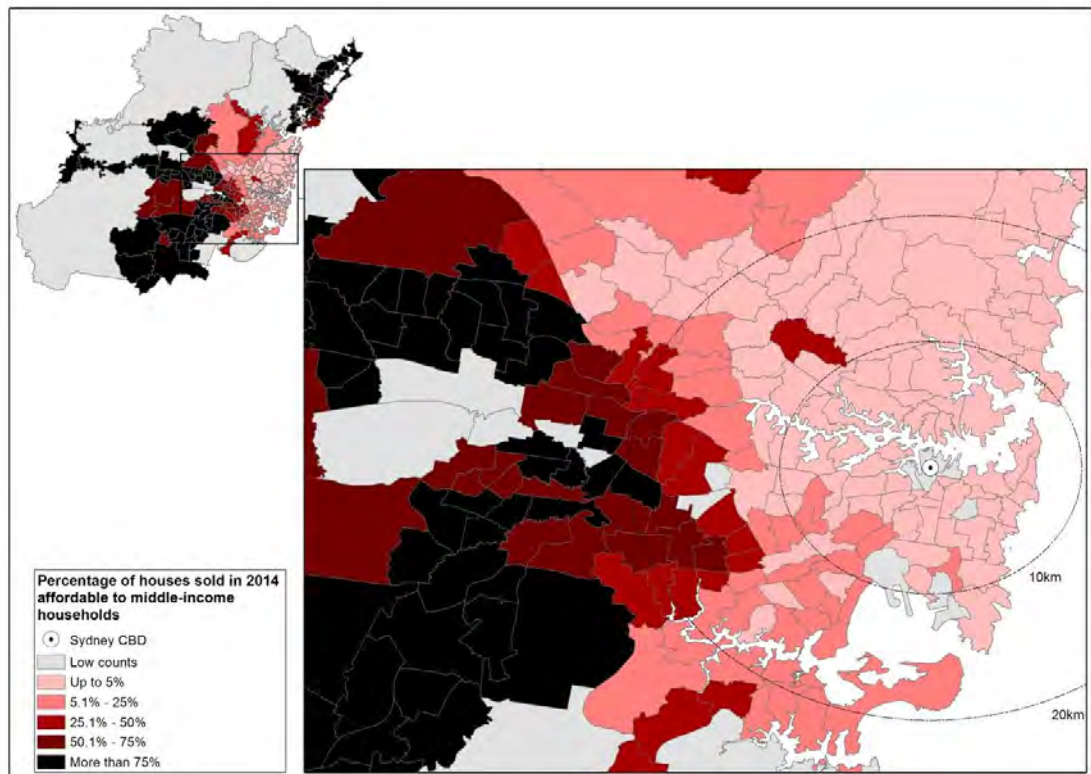 Percentage of houses sold in 2014
affordable to middle-income
households
Sydney CBD
Low counts
Up to 5%
5.1% - 25%
25.1% - 50%
50.1% - 75%
More than 75%
10km
20km